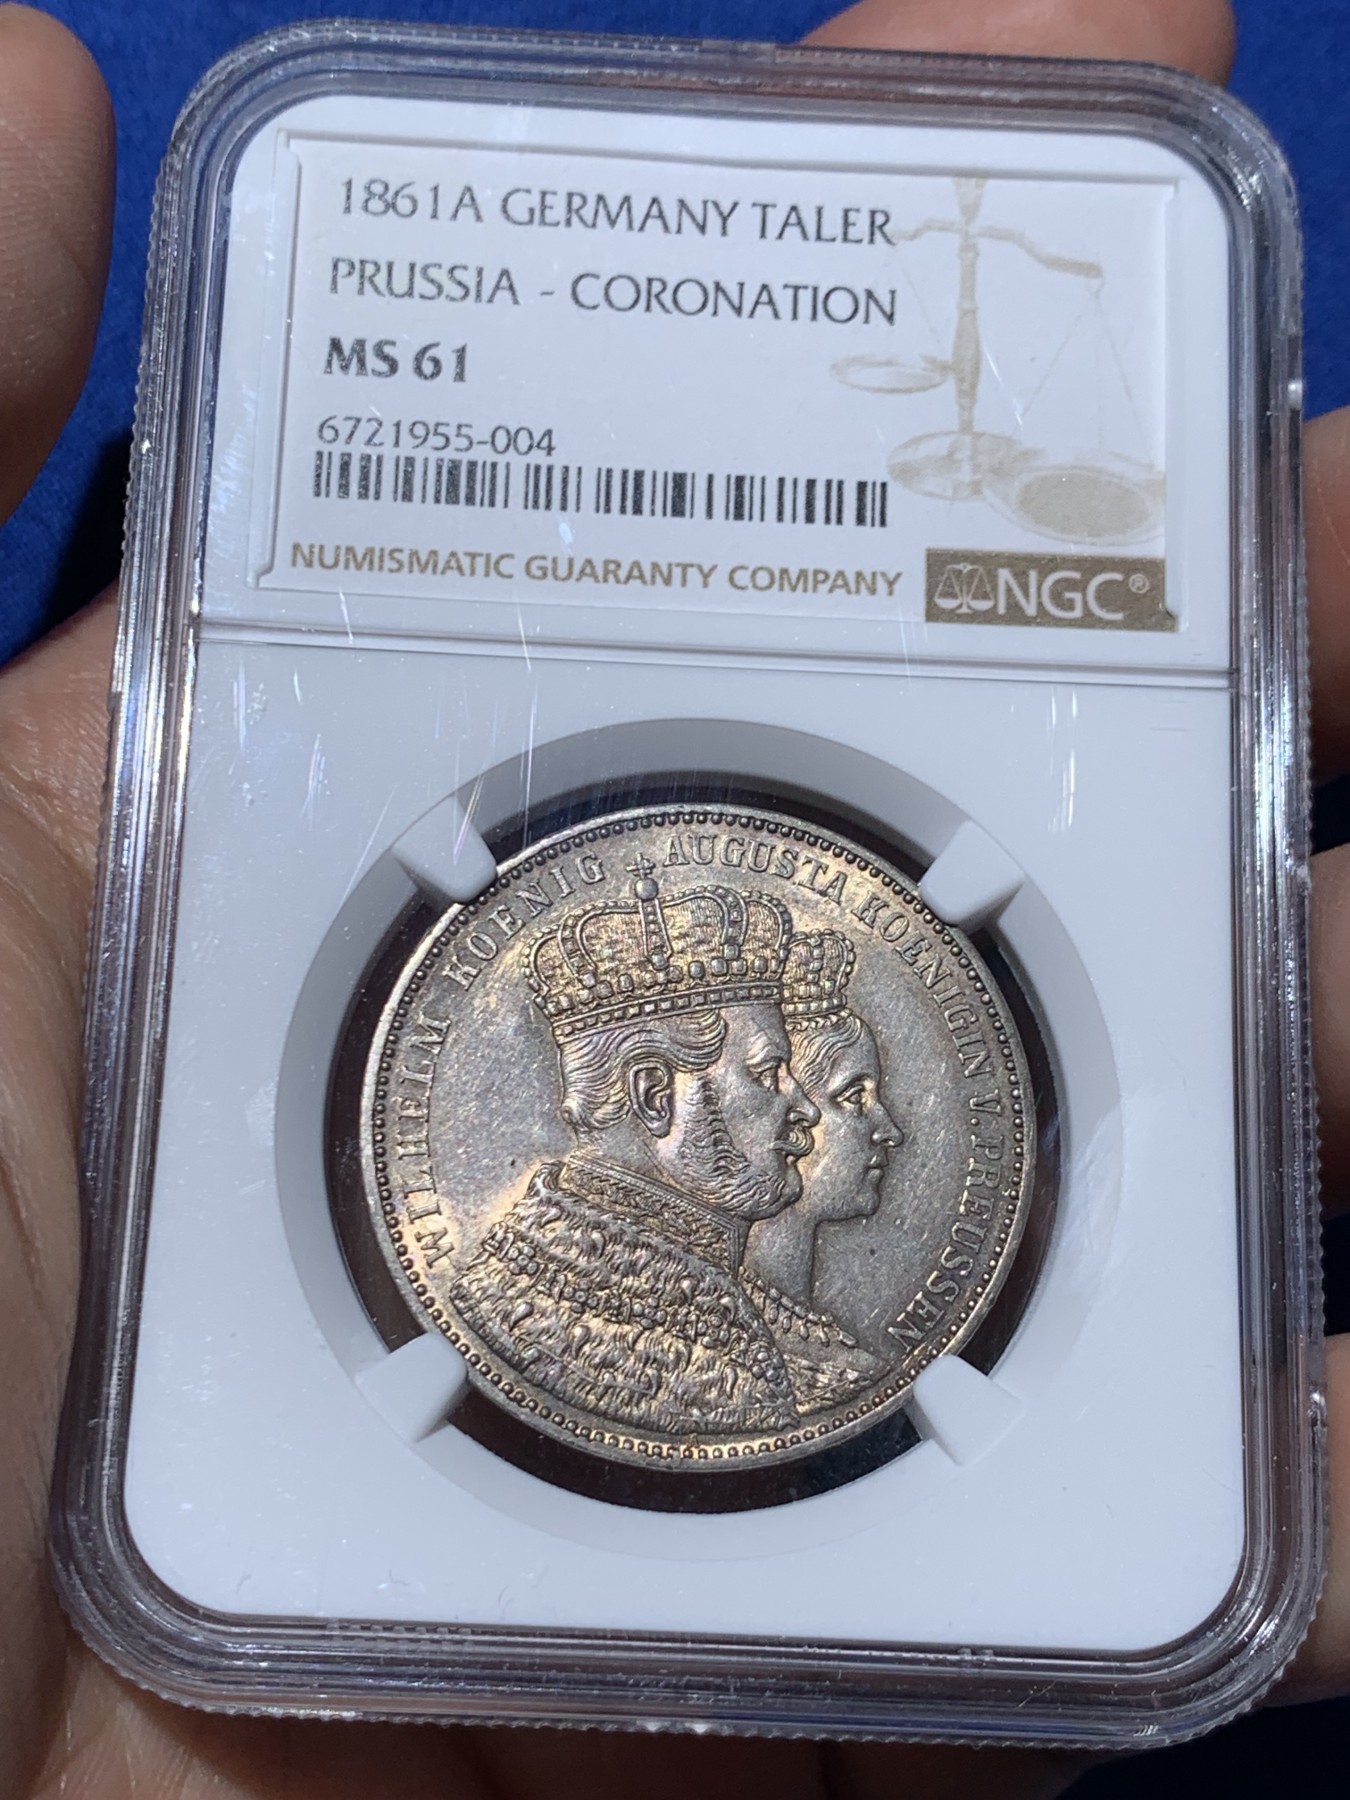 1861A GERMANY TALER
PRUSSIA - CORONATION
MS 61
6721955-004
NUMISMATIC GUARANTY COMPANY
NGC®
WILHELM KOENIG AUGUSTA KOENIGIN V. PREUSSEN
A